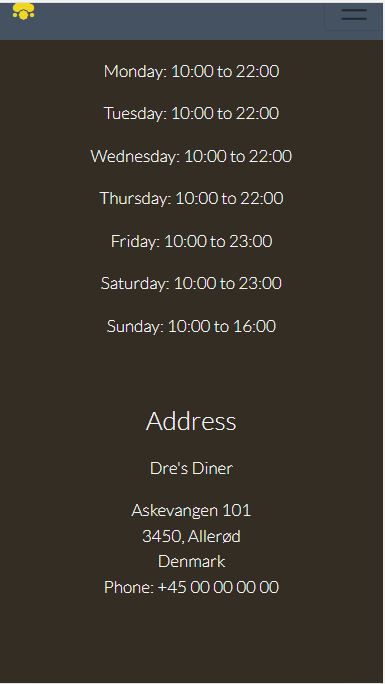 Monday: 10:00 to 22:00
Tuesday: 10:00 to 22:00
Wednesday: 10:00 to 22:00
Thursday: 10:00 to 22:00
Friday: 10:00 to 23:00
Saturday: 10:00 to 23:00
Sunday: 10:00 to 16:00
Address
Dre's Diner
Askevangen 101
3450, Allerød
Denmark
Phone: +45 00 00 00 00